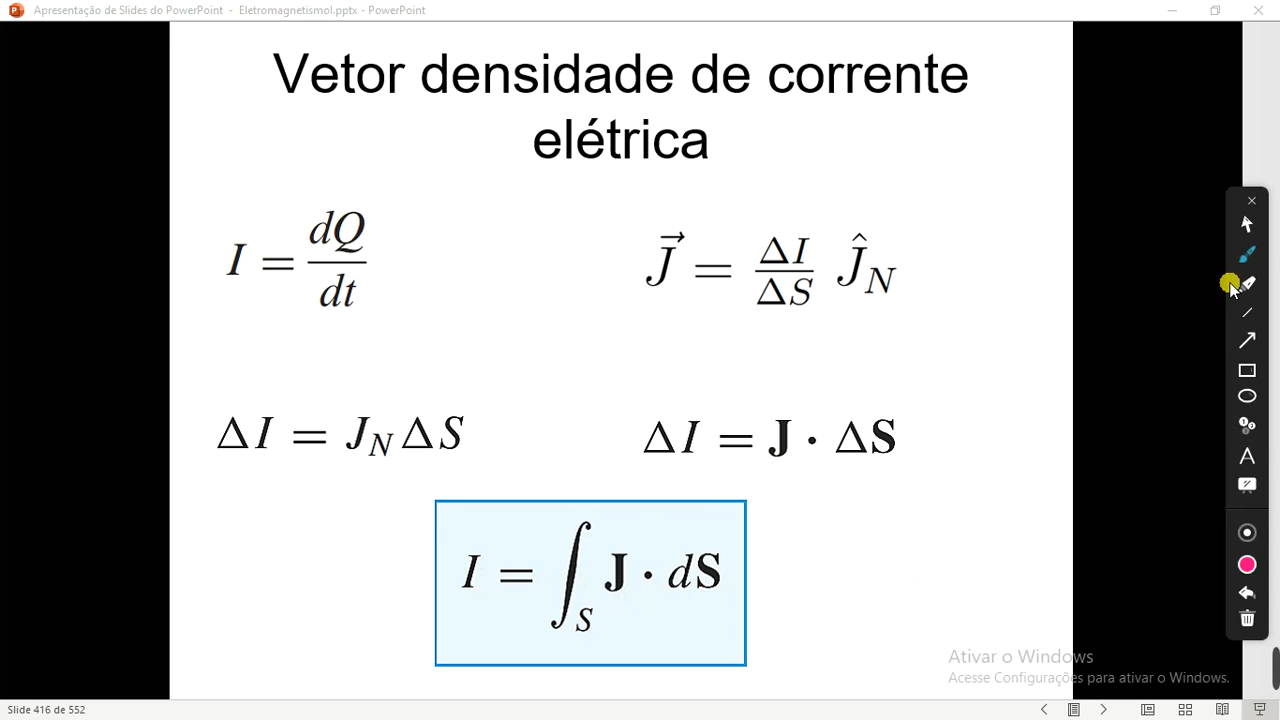 Apresentação de Slides do PowerPoint - Eletromagnetismol.pptx - PowerPoint
Vetor densidade de corrente
elétrica
I = dQ/dt
J⃗ = ΔI/ΔS Ĵ_N
ΔI = J_N ΔS
ΔI = J · ΔS
I = ∫_S J · dS
Ativar o Windows
Acesse Configurações para ativar o Windows.
Slide 416 de 552